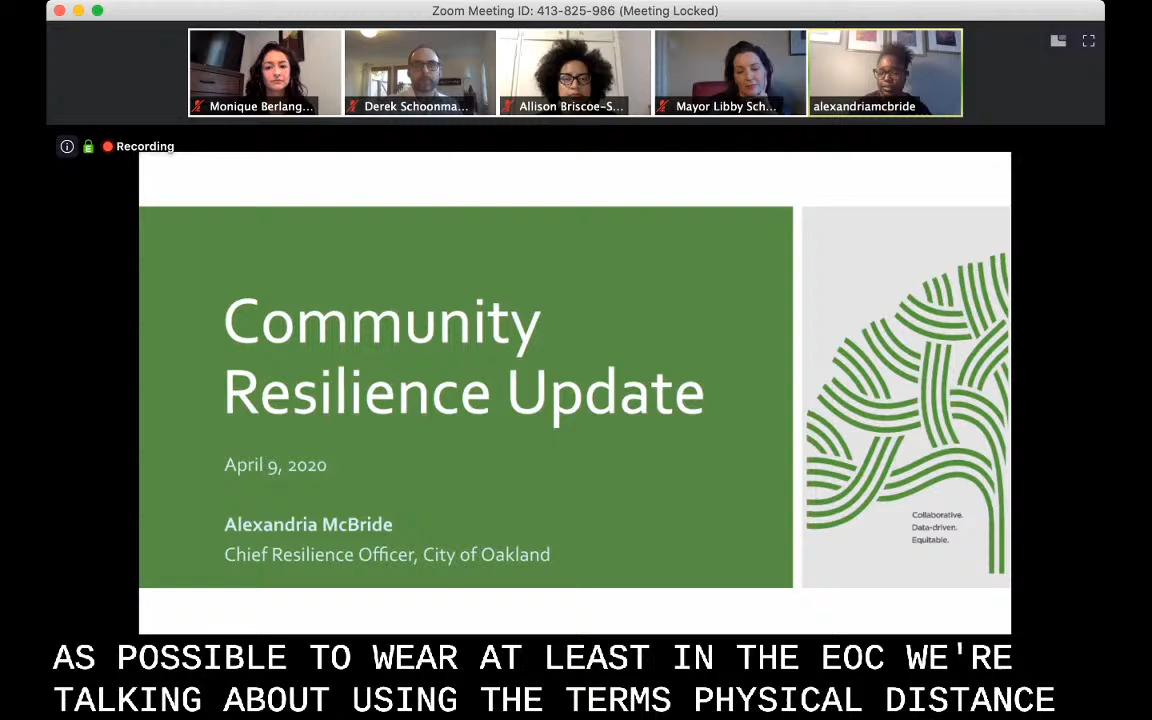 Zoom Meeting ID: 413-825-986 (Meeting Locked)
Monique Berlang...
Derek Schoonma...
Allison Briscoe-S...
Mayor Libby Sch...
alexandriamcbride
Recording
Community
Resilience Update
April 9, 2020
Alexandria McBride
Chief Resilience Officer, City of Oakland
Collaborative.
Data-driven.
Equitable.
AS POSSIBLE TO WEAR AT LEAST IN THE EOC WE'RE
TALKING ABOUT USING THE TERMS PHYSICAL DISTANCE